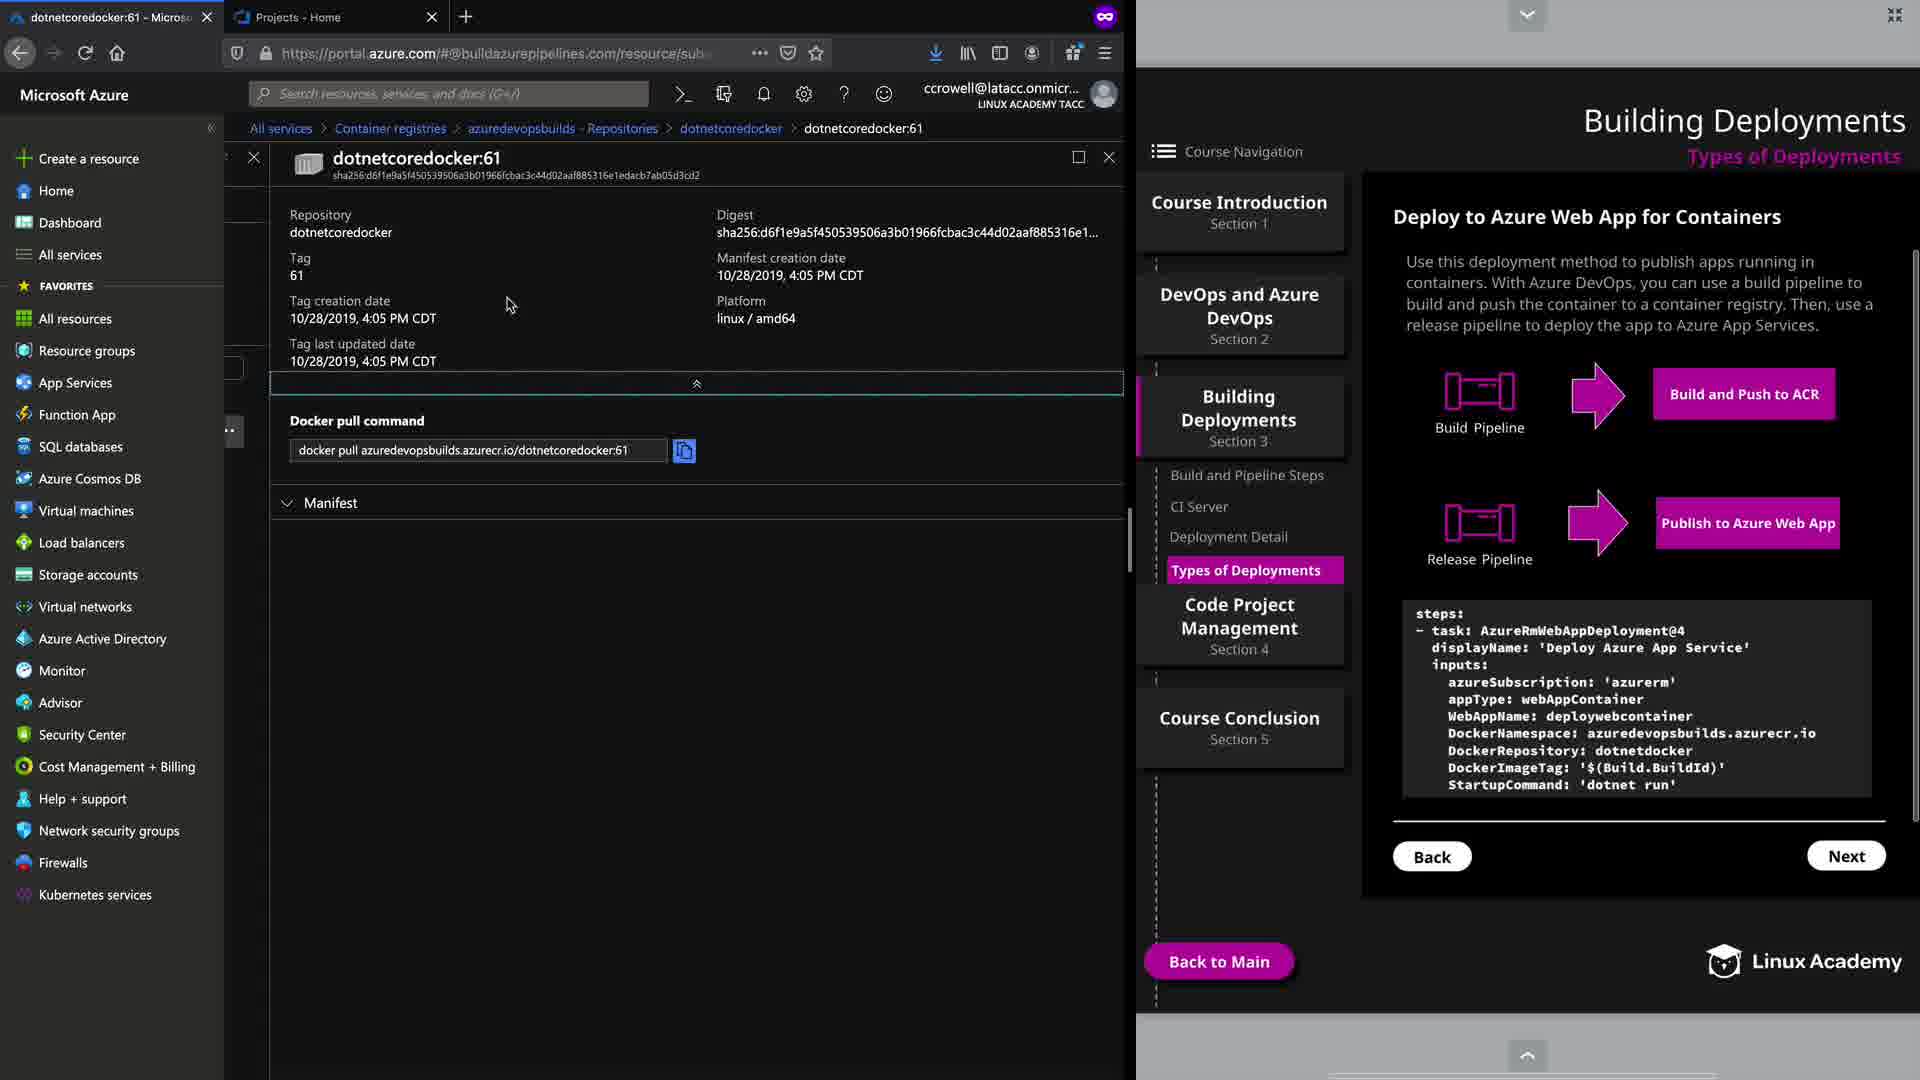 dotnetcoredocker:61 - Microso
Projects - Home
https://portal.azure.com/#@buildazurepipelines.com/resource/sub
Microsoft Azure
Search resources, services, and docs (G+/)
ccrowell@latacc.onmicr...
LINUX ACADEMY TACC
All services > Container registries > azuredevopsbuilds - Repositories > dotnetcoredocker > dotnetcoredocker:61
Create a resource
Home
Dashboard
All services
FAVORITES
All resources
Resource groups
App Services
Function App
SQL databases
Azure Cosmos DB
Virtual machines
Load balancers
Storage accounts
Virtual networks
Azure Active Directory
Monitor
Advisor
Security Center
Cost Management + Billing
Help + support
Network security groups
Firewalls
Kubernetes services
dotnetcoredocker:61
sha256:d6f1e9a5f450539506a3b01966fcbac3c44d02aaf885316e1edacb7ab05d3cd2
Repository
dotnetcoredocker
Tag
61
Tag creation date
10/28/2019, 4:05 PM CDT
Tag last updated date
10/28/2019, 4:05 PM CDT
Digest
sha256:d6f1e9a5f450539506a3b01966fcbac3c44d02aaf885316e1...
Manifest creation date
10/28/2019, 4:05 PM CDT
Platform
linux / amd64
Docker pull command
docker pull azuredevopsbuilds.azurecr.io/dotnetcoredocker:61
Manifest
Building Deployments
Types of Deployments
Course Navigation
Course Introduction
Section 1
DevOps and Azure
DevOps
Section 2
Building
Deployments
Section 3
Build and Pipeline Steps
CI Server
Deployment Detail
Types of Deployments
Code Project
Management
Section 4
Course Conclusion
Section 5
Back to Main
Deploy to Azure Web App for Containers
Use this deployment method to publish apps running in
containers. With Azure DevOps, you can use a build pipeline to
build and push the container to a container registry. Then, use a
release pipeline to deploy the app to Azure App Services.
Build Pipeline
Build and Push to ACR
Release Pipeline
Publish to Azure Web App
steps:
- task: AzureRmWebAppDeployment@4
displayName: 'Deploy Azure App Service'
inputs:
azureSubscription: 'azurerm'
appType: webAppContainer
WebAppName: deploywebcontainer
DockerNamespace: azuredevopsbuilds.azurecr.io
DockerRepository: dotnetdocker
DockerImageTag: '$(Build.BuildId)'
StartupCommand: 'dotnet run'
Back
Next
Linux Academy